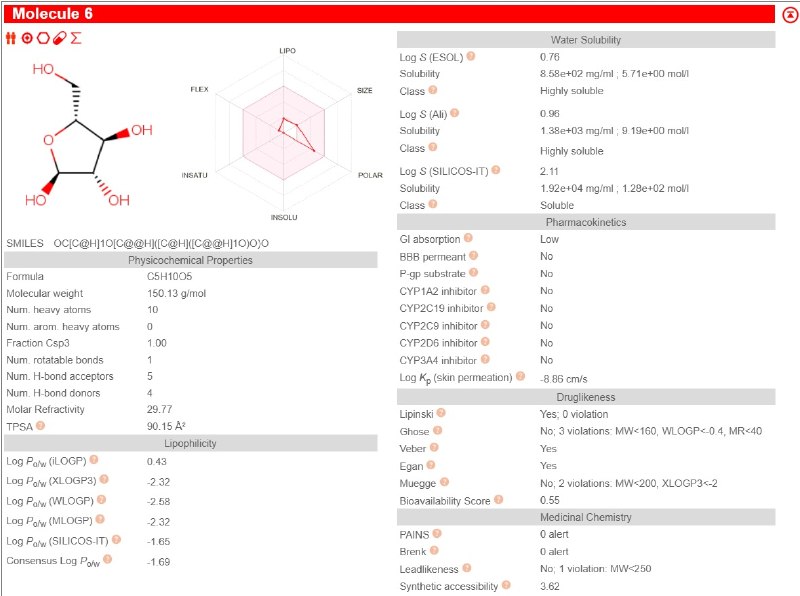 Molecule 6
HO
OH
O
HO
OH
LIPO
FLEX
SIZE
INSATU
POLAR
INSOLU
SMILES OC[C@H]1O[C@@H]([C@H]([C@@H]1O)O)O
Physicochemical Properties
Formula C5H10O5
Molecular weight 150.13 g/mol
Num. heavy atoms 10
Num. arom. heavy atoms 0
Fraction Csp3 1.00
Num. rotatable bonds 1
Num. H-bond acceptors 5
Num. H-bond donors 4
Molar Refractivity 29.77
TPSA ? 90.15 Å²
Lipophilicity
Log Po/w (iLOGP) ? 0.43
Log Po/w (XLOGP3) ? -2.32
Log Po/w (WLOGP) ? -2.58
Log Po/w (MLOGP) ? -2.32
Log Po/w (SILICOS-IT) ? -1.65
Consensus Log Po/w ? -1.69
Water Solubility
Log S (ESOL) ? 0.76
Solubility 8.58e+02 mg/ml ; 5.71e+00 mol/l
Class ? Highly soluble
Log S (Ali) ? 0.96
Solubility 1.38e+03 mg/ml ; 9.19e+00 mol/l
Class ? Highly soluble
Log S (SILICOS-IT) ? 2.11
Solubility 1.92e+04 mg/ml ; 1.28e+02 mol/l
Class ? Soluble
Pharmacokinetics
GI absorption ? Low
BBB permeant ? No
P-gp substrate ? No
CYP1A2 inhibitor ? No
CYP2C19 inhibitor ? No
CYP2C9 inhibitor ? No
CYP2D6 inhibitor ? No
CYP3A4 inhibitor ? No
Log Kp (skin permeation) ? -8.86 cm/s
Druglikeness
Lipinski ? Yes; 0 violation
Ghose ? No; 3 violations: MW<160, WLOGP<-0.4, MR<40
Veber ? Yes
Egan ? Yes
Muegge ? No; 2 violations: MW<200, XLOGP3<-2
Bioavailability Score ? 0.55
Medicinal Chemistry
PAINS ? 0 alert
Brenk ? 0 alert
Leadlikeness ? No; 1 violation: MW<250
Synthetic accessibility ? 3.62